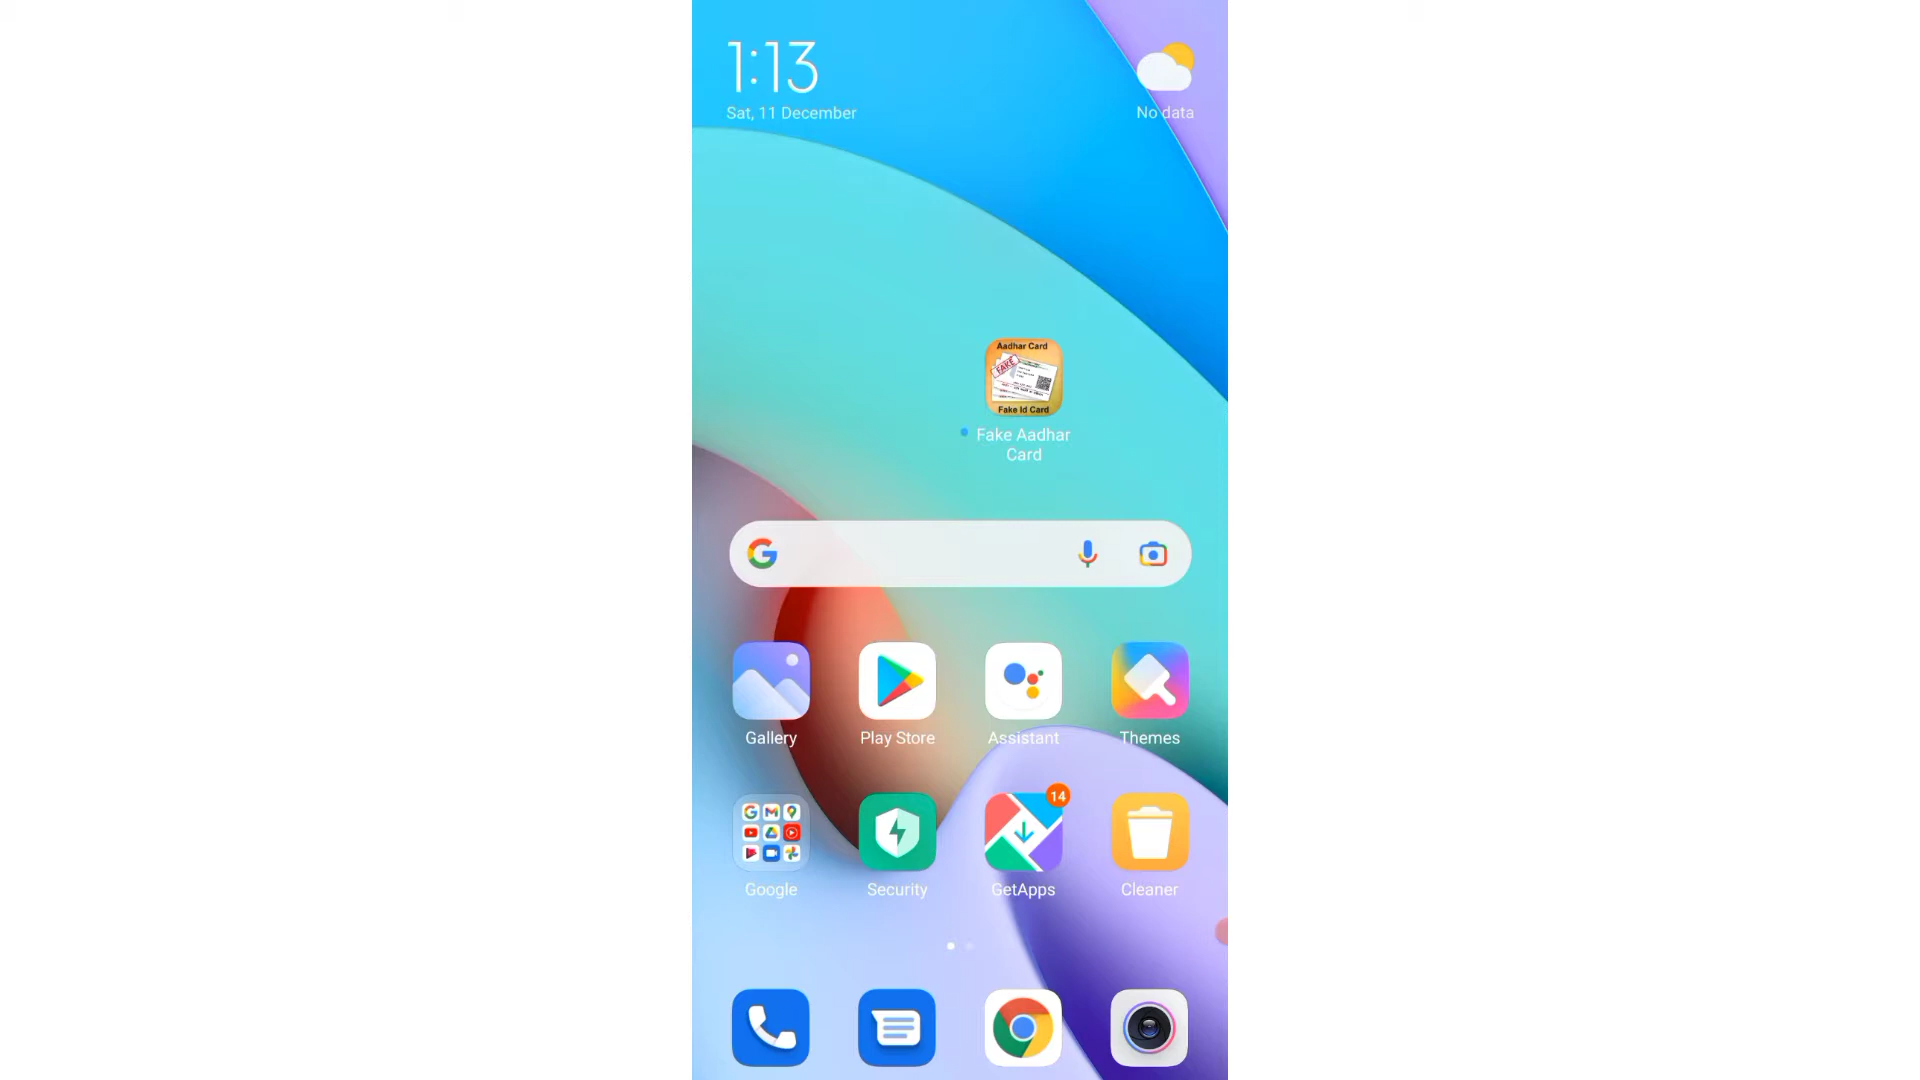 1:13
Sat, 11 December
No data
Aadhar Card
FAKE
Fake Id Card
Fake Aadhar
Card
Gallery
Play Store
Assistant
Themes
14
Google
Security
GetApps
Cleaner